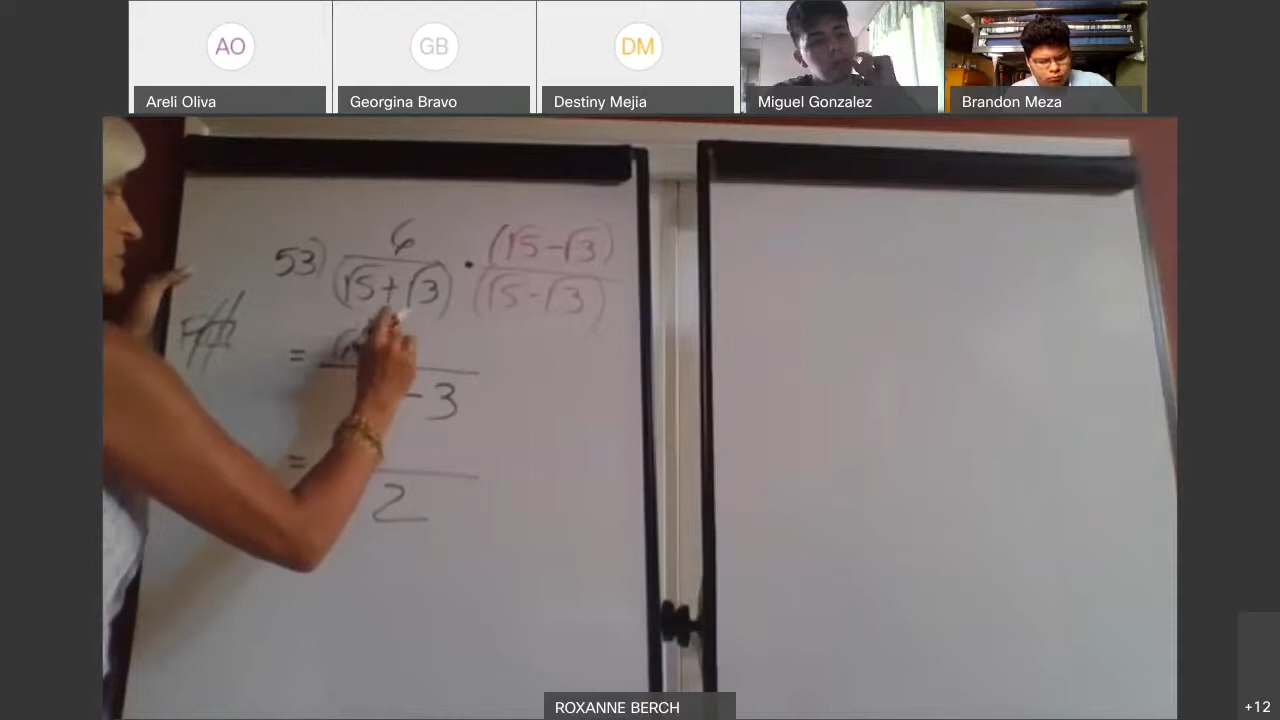 AO
GB
DM
Areli Oliva
Georgina Bravo
Destiny Mejia
Miguel Gonzalez
Brandon Meza
53) 6/(√5+√3) • (√5-√3)/(√5-√3)
=
-3
=
2
ROXANNE BERCH
+12